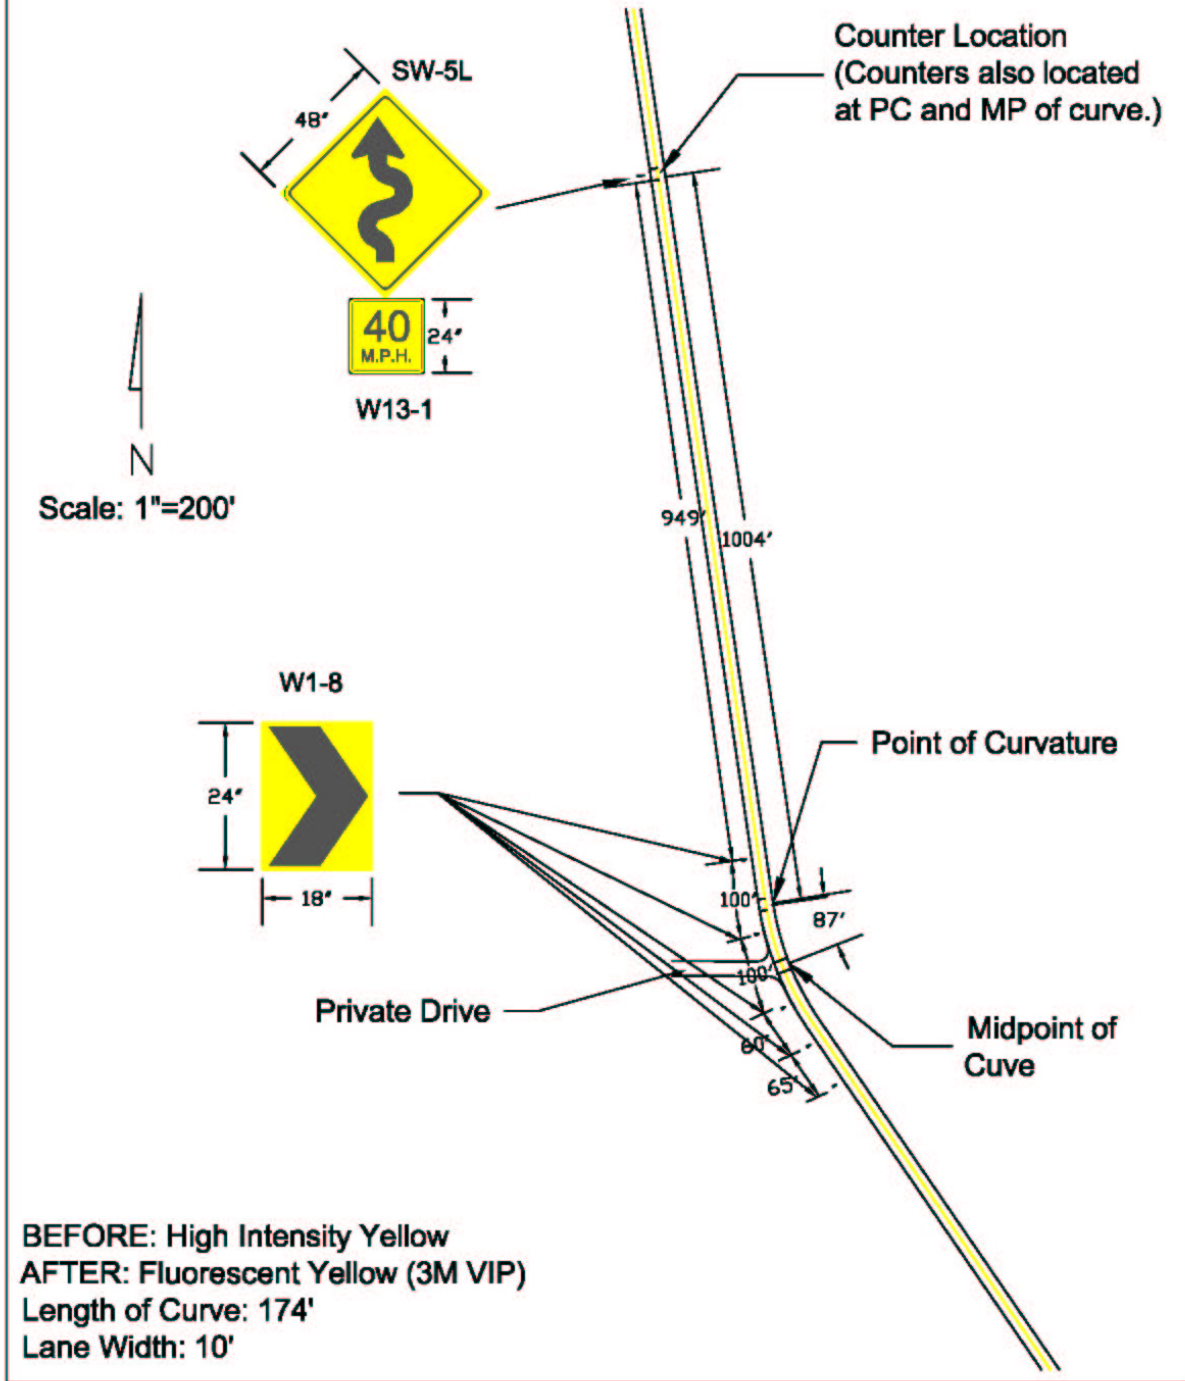 Counter Location
(Counters also located
at PC and MP of curve.)
SW-5L
48"
40
M.P.H.
24"
W13-1
N
Scale: 1"=200'
949'
1004'
W1-8
24"
18"
Point of Curvature
100'
87'
100'
Private Drive
Midpoint of
Cuve
60'
65'
BEFORE: High Intensity Yellow
AFTER: Fluorescent Yellow (3M VIP)
Length of Curve: 174'
Lane Width: 10'